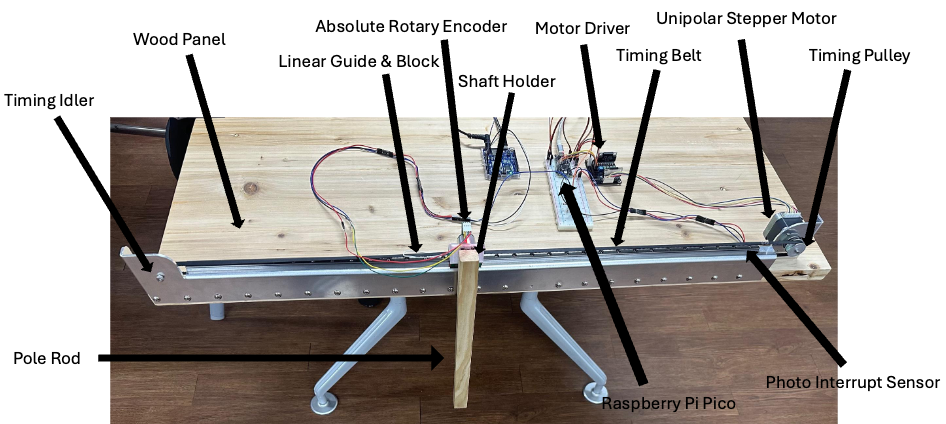 Unipolar Stepper Motor
Absolute Rotary Encoder
Motor Driver
Wood Panel
Timing Belt
Timing Pulley
Linear Guide & Block
Shaft Holder
Timing Idler
Pole Rod
Photo Interrupt Sensor
Raspberry Pi Pico